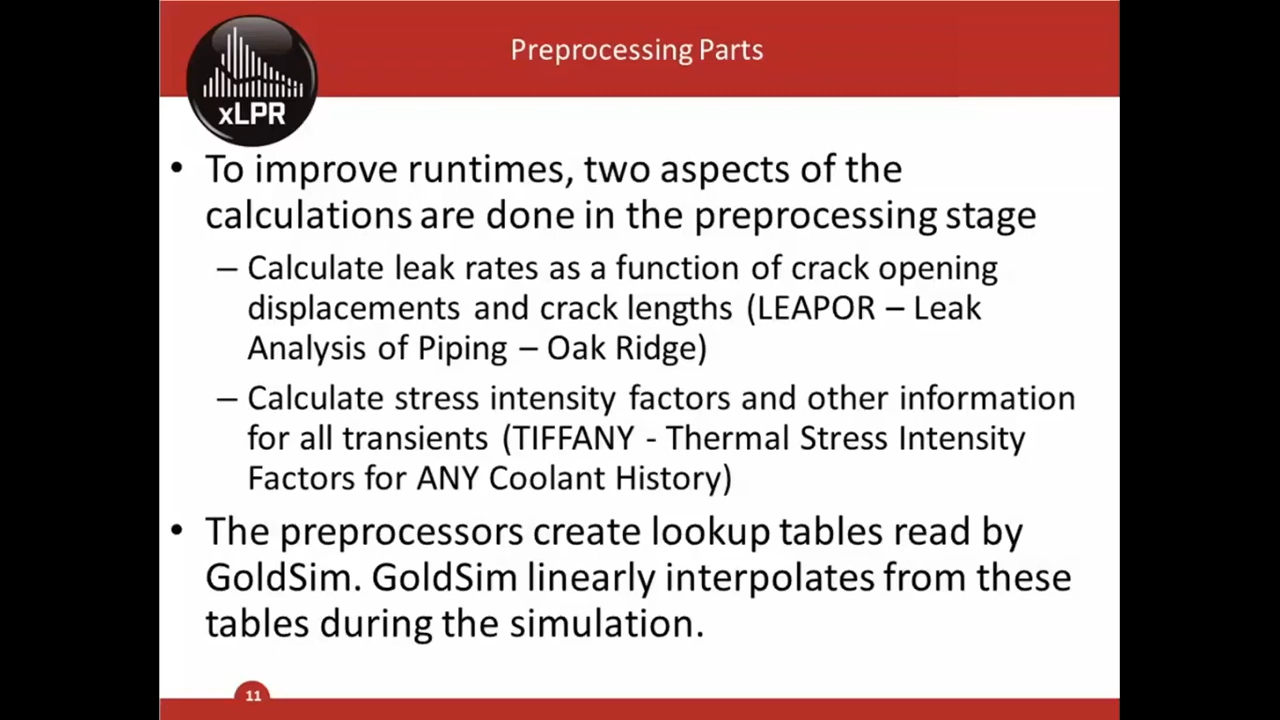 Preprocessing Parts
xLPR
• To improve runtimes, two aspects of the
calculations are done in the preprocessing stage
– Calculate leak rates as a function of crack opening
displacements and crack lengths (LEAPOR – Leak
Analysis of Piping – Oak Ridge)
– Calculate stress intensity factors and other information
for all transients (TIFFANY - Thermal Stress Intensity
Factors for ANY Coolant History)
• The preprocessors create lookup tables read by
GoldSim. GoldSim linearly interpolates from these
tables during the simulation.
11